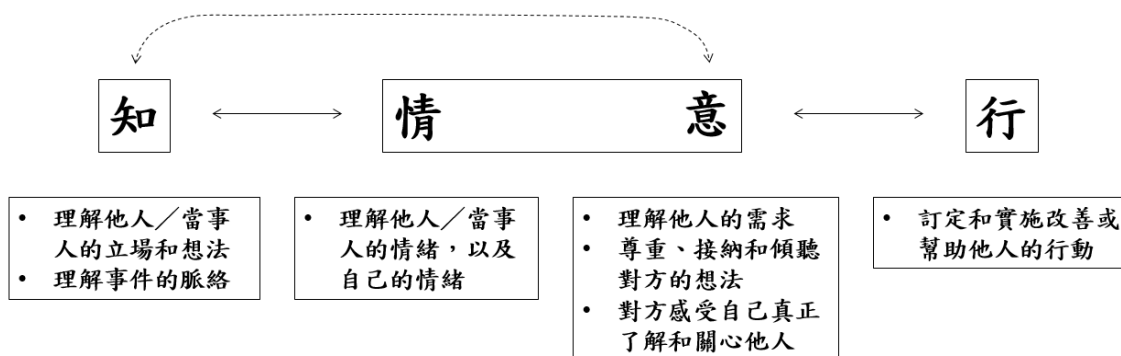 知
情 意
行
• 理解他人／當事
人的立場和想法
• 理解事件的脈絡
• 理解他人／當事
人的情緒，以及
自己的情緒
• 理解他人的需求
• 尊重、接納和傾聽
對方的想法
• 對方感受自己真正
了解和關心他人
• 訂定和實施改善或
幫助他人的行動